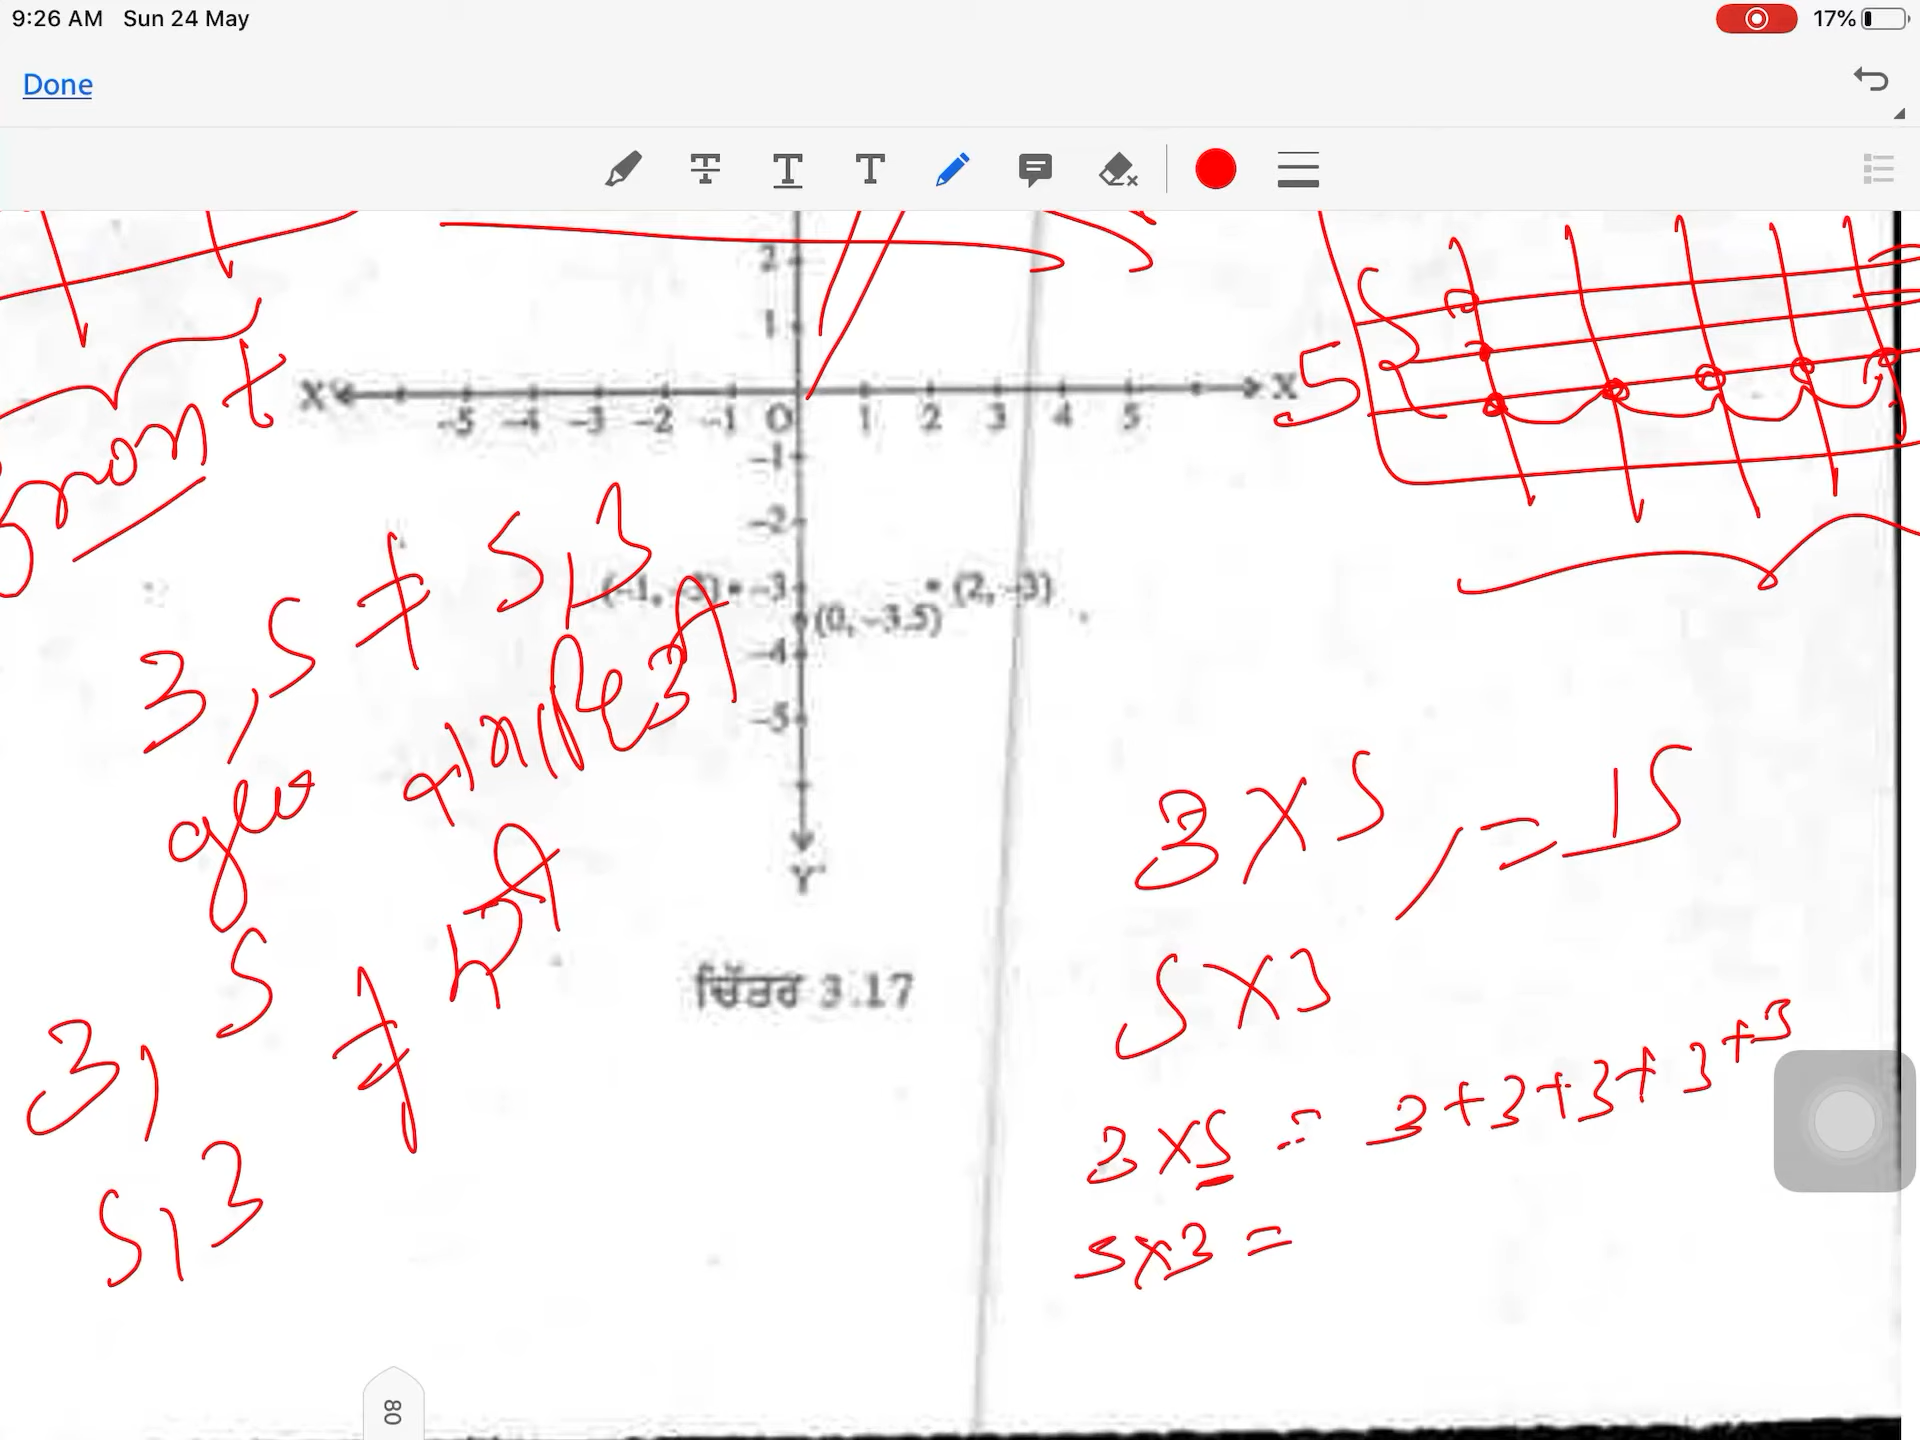 9:26 AM Sun 24 May
17%
Done
2
1
X' -5 -4 -3 -2 -1 0 1 2 3 4 5 X
5
-1
-2
(-1, -3) -3 (2, -3)
(0, -3.5)
-4
-5
Y'
ਚਿੱਤਰ 3.17
3,5 ≠ 5,3
3, 5 ≠
5,3
3 × 5, = 15
5 × 3
3 × 5 = 3+3+3+3+3
5×3 =
80